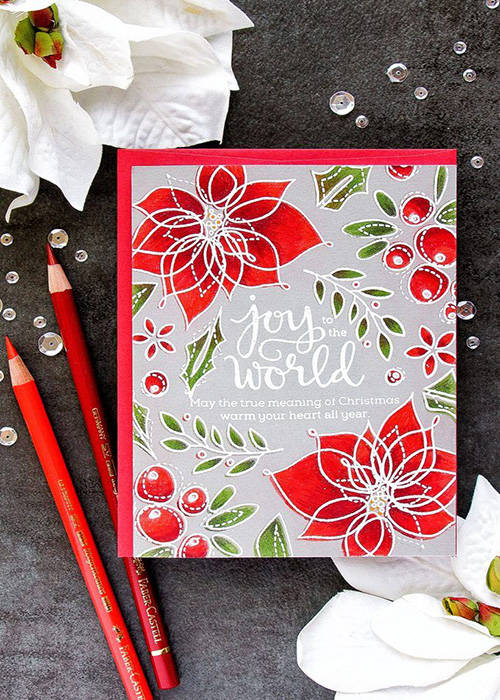 joy to the
world
May the true meaning of Christmas
warm your heart all year.
GERMANY
FABER-CASTELL
FABER-CASTELL